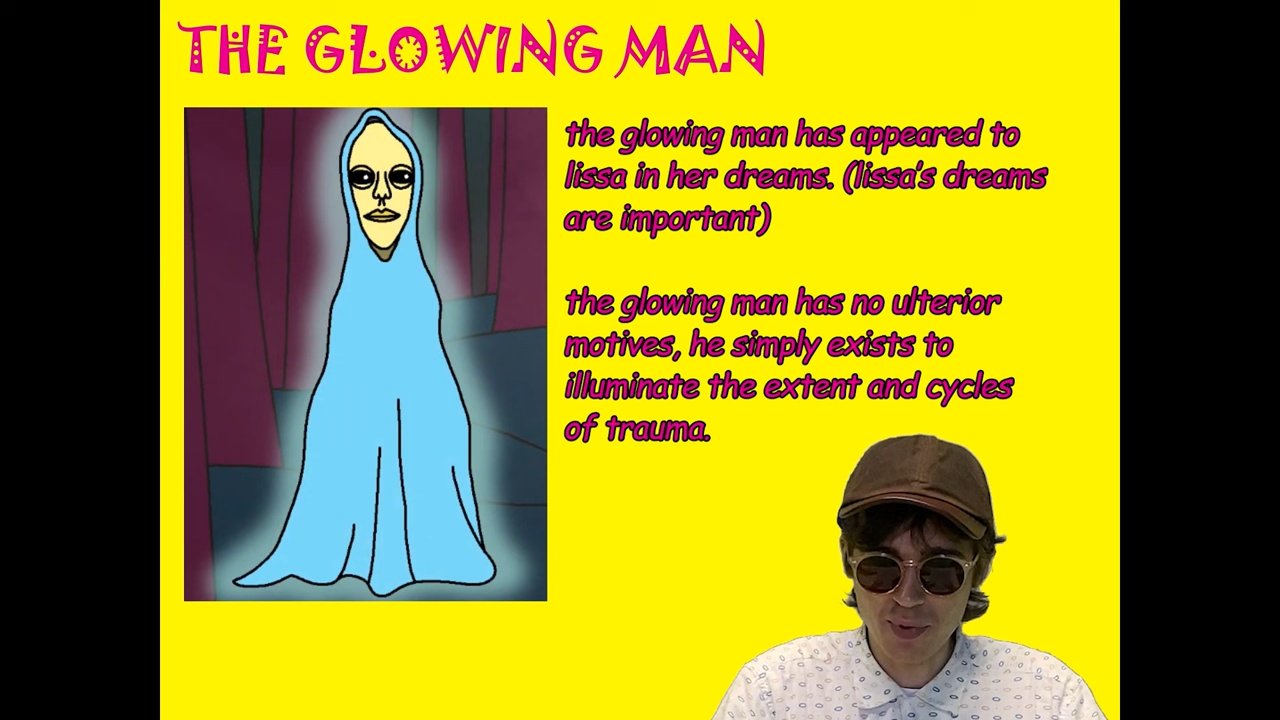 THE GLOWING MAN
the glowing man has appeared to
lissa in her dreams. (lissa's dreams
are important)
the glowing man has no ulterior
motives, he simply exists to
illuminate the extent and cycles
of trauma.